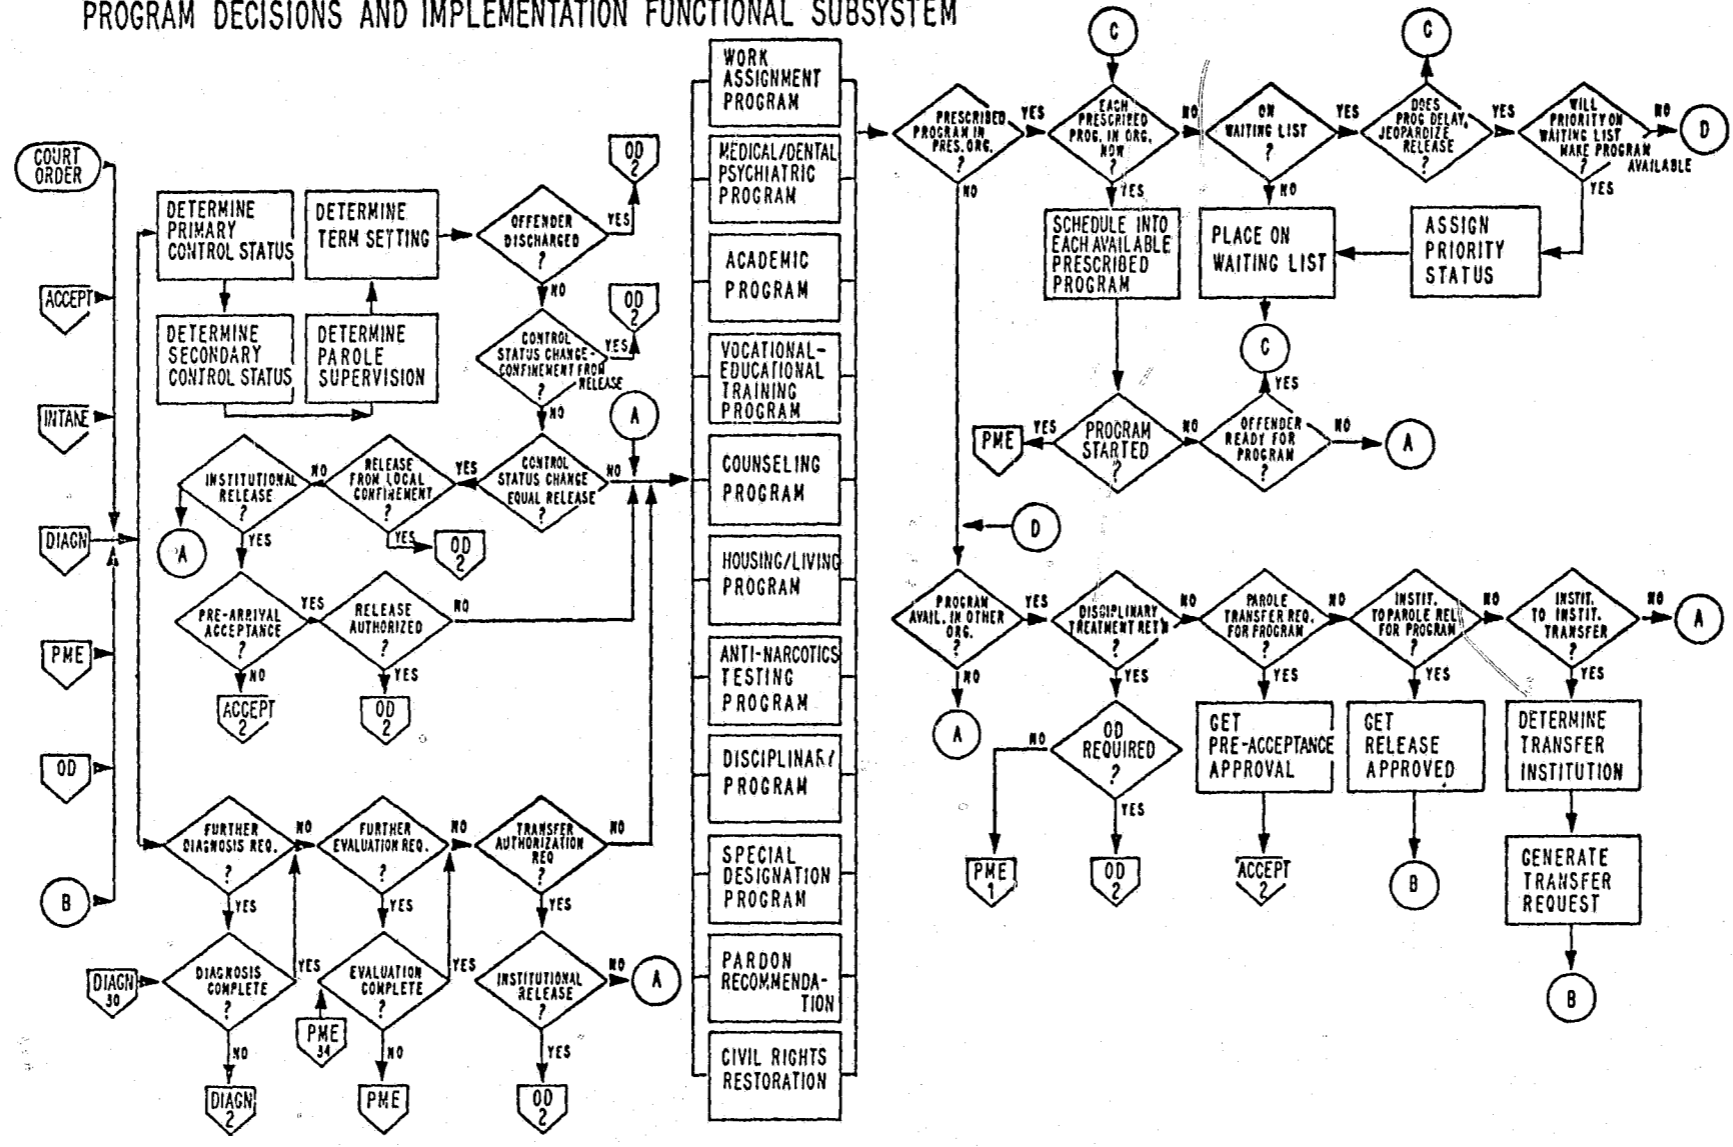 PROGRAM DECISIONS AND IMPLEMENTATION FUNCTIONAL SUBSYSTEM
COURT
ORDER
ACCEPT
INTANE
DIAGN
PME
OD
B
DETERMINE
PRIMARY
CONTROL STATUS
DETERMINE
TERM SETTING
OFFENDER
DISCHARGED
?
YES
OD
2
NO
DETERMINE
SECONDARY
CONTROL STATUS
DETERMINE
PAROLE
SUPERVISION
CONTROL
STATUS CHANGE-
CONFINEMENT FROM
RELEASE
?
YES
OD
2
NO
A
INSTITUTIONAL
RELEASE
?
NO
RELEASE
FROM LOCAL
CONFINEMENT
?
YES
CONTROL
STATUS CHANGE
EQUAL RELEASE
?
NO
A
YES
YES
OD
2
PRE-ARRIVAL
ACCEPTANCE
?
YES
RELEASE
AUTHORIZED
?
NO
NO
ACCEPT
2
YES
OD
2
FURTHER
DIAGNOSIS REQ.
?
NO
FURTHER
EVALUATION REQ.
?
NO
TRANSFER
AUTHORIZATION
REQ
?
NO
YES
YES
YES
DIAGN
30
DIAGNOSIS
COMPLETE
?
YES
EVALUATION
COMPLETE
?
YES
INSTITUTIONAL
RELEASE
?
NO
A
PME
34
NO
DIAGN
2
NO
PME
YES
OD
2
WORK
ASSIGNMENT
PROGRAM
MEDICAL/DENTAL
PSYCHIATRIC
PROGRAM
ACADEMIC
PROGRAM
VOCATIONAL-
EDUCATIONAL
TRAINING
PROGRAM
COUNSELING
PROGRAM
HOUSING/LIVING
PROGRAM
ANTI-NARCOTICS
TESTING
PROGRAM
DISCIPLINARY
PROGRAM
SPECIAL
DESIGNATION
PROGRAM
PARDON
RECOMMENDA-
TION
CIVIL RIGHTS
RESTORATION
C
C
PRESCRIBED
PROGRAM IN
PRES. ORG.
?
YES
EACH
PRESCRIBED
PROG. IN ORG.
NOW
?
NO
ON
WAITING LIST
?
YES
DOES
PROG DELAY,
JEOPARDIZE
RELEASE
?
YES
WILL
PRIORITY ON
WAITING LIST
MAKE PROGRAM
AVAILABLE
?
NO
D
NO
YES
NO
YES
SCHEDULE INTO
EACH AVAILABLE
PRESCRIBED
PROGRAM
PLACE ON
WAITING LIST
ASSIGN
PRIORITY
STATUS
C
YES
PME
YES
PROGRAM
STARTED
?
NO
OFFENDER
READY FOR
PROGRAM
?
NO
A
D
PROGRAM
AVAIL. IN OTHER
ORG.
?
YES
DISCIPLINARY
TREATMENT RET'N
?
NO
PAROLE
TRANSFER REQ.
FOR PROGRAM
?
NO
INSTIT.
TO PAROLE REL
FOR PROGRAM
?
NO
INSTIT.
TO INSTIT.
TRANSFER
?
NO
A
NO
A
YES
YES
YES
YES
NO
OD
REQUIRED
?
GET
PRE-ACCEPTANCE
APPROVAL
GET
RELEASE
APPROVED
DETERMINE
TRANSFER
INSTITUTION
YES
PME
1
OD
2
ACCEPT
2
B
GENERATE
TRANSFER
REQUEST
B